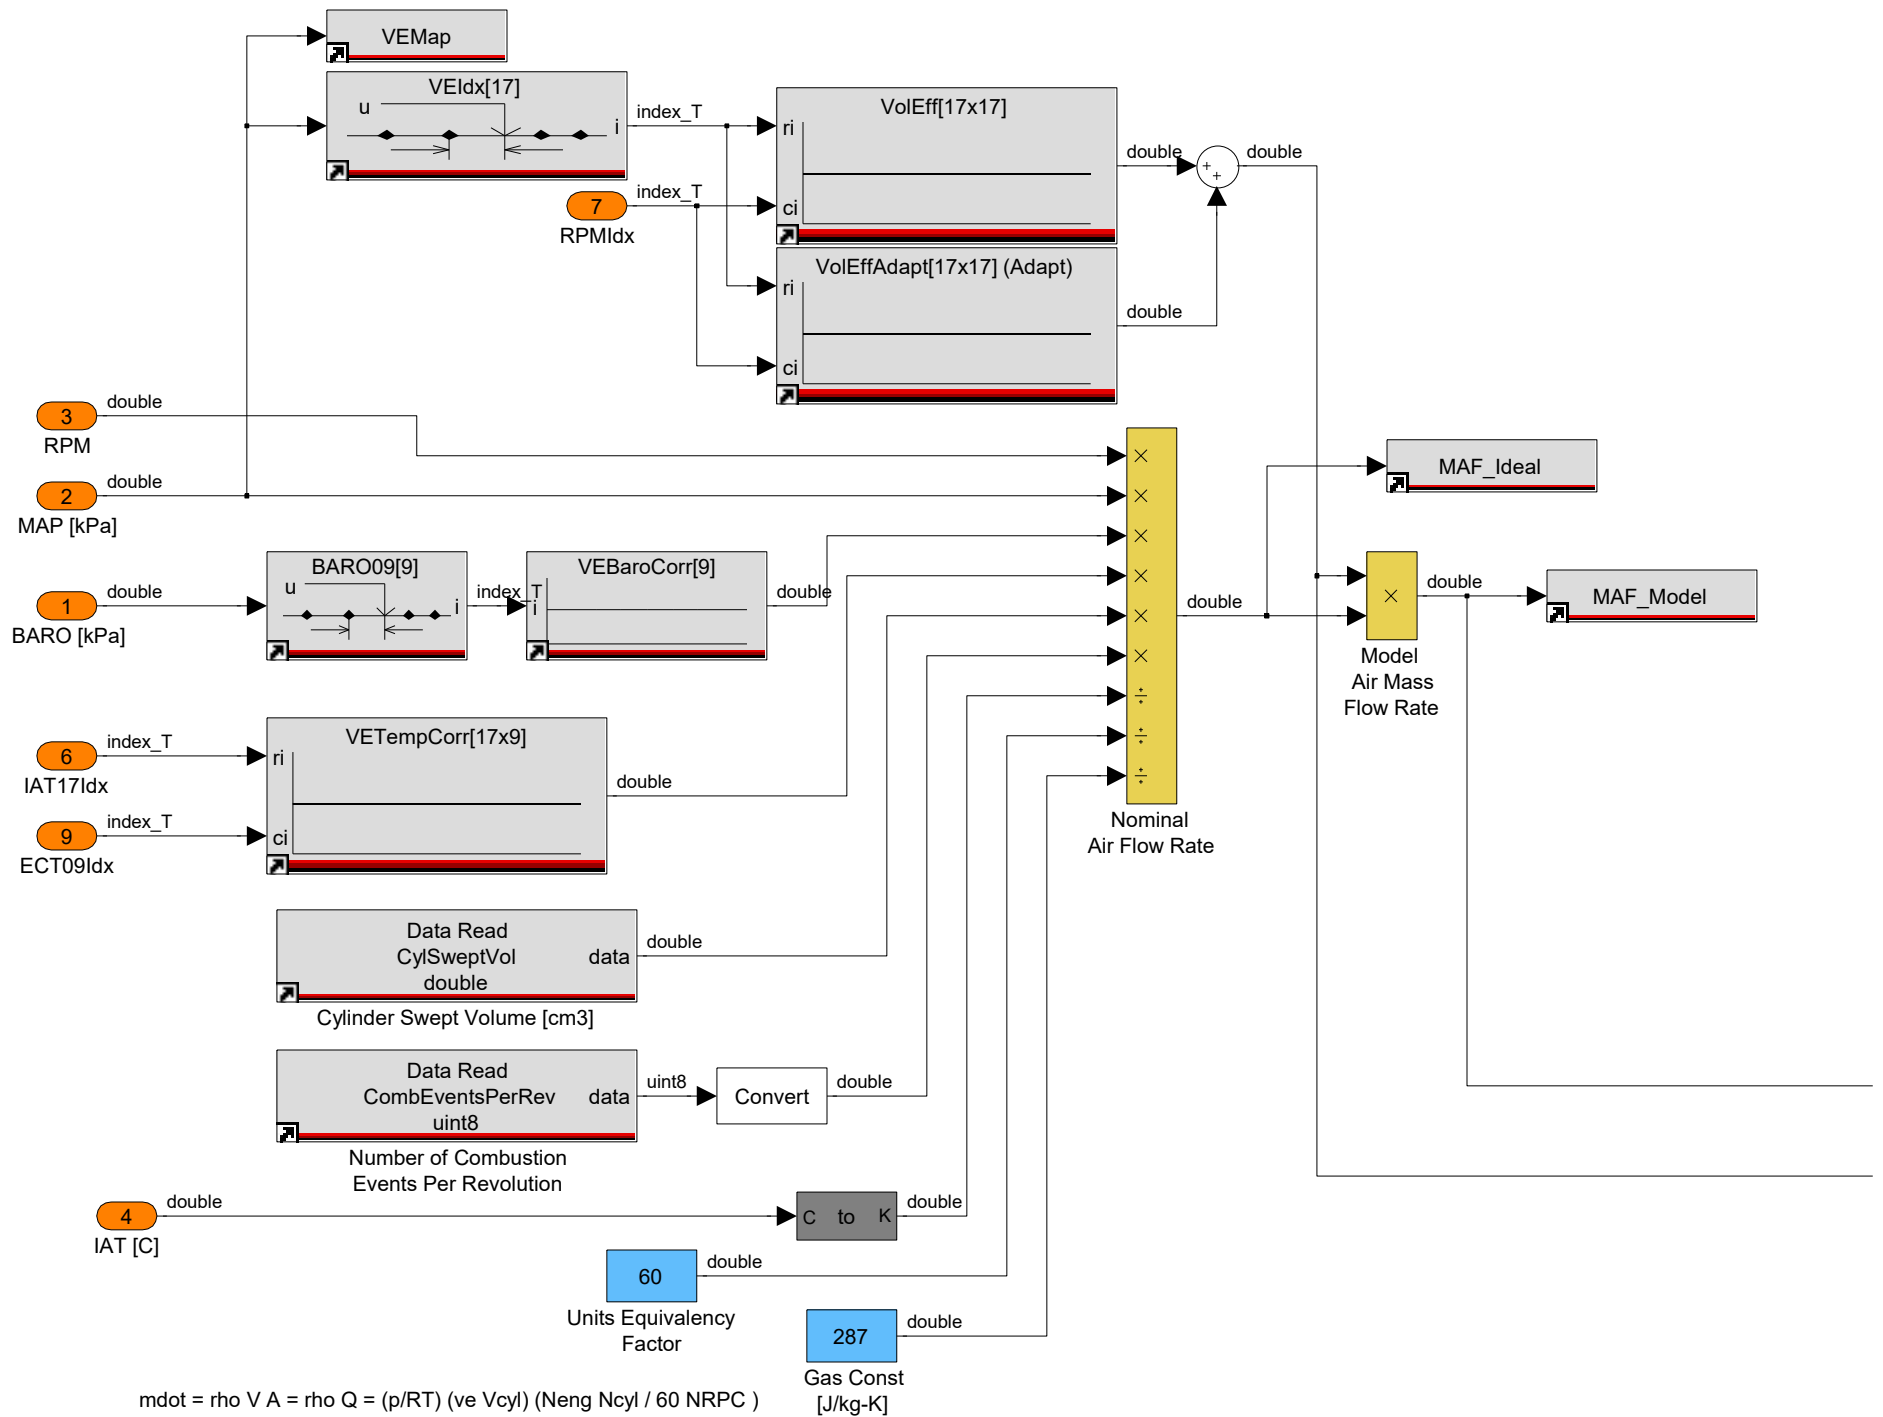 VEMap
VEIdx[17]
u
i
index_T
VolEff[17x17]
ri
ci
double
+
+
double
7
index_T
RPMIdx
VolEffAdapt[17x17] (Adapt)
ri
ci
double
3
double
RPM
2
double
MAP [kPa]
1
double
BARO [kPa]
BARO09[9]
u
i
index_T
VEBaroCorr[9]
i
double
6
index_T
IAT17Idx
9
index_T
ECT09Idx
VETempCorr[17x9]
ri
ci
double
Data Read
CylSweptVol
double
data
double
Cylinder Swept Volume [cm3]
Data Read
CombEventsPerRev
uint8
data
uint8
Convert
double
Number of Combustion
Events Per Revolution
4
double
IAT [C]
C to K
double
60
double
Units Equivalency
Factor
287
double
Gas Const
[J/kg-K]
×
×
×
×
×
×
÷
÷
÷
Nominal
Air Flow Rate
double
MAF_Ideal
×
Model
Air Mass
Flow Rate
double
MAF_Model
mdot = rho V A = rho Q = (p/RT) (ve Vcyl) (Neng Ncyl / 60 NRPC )